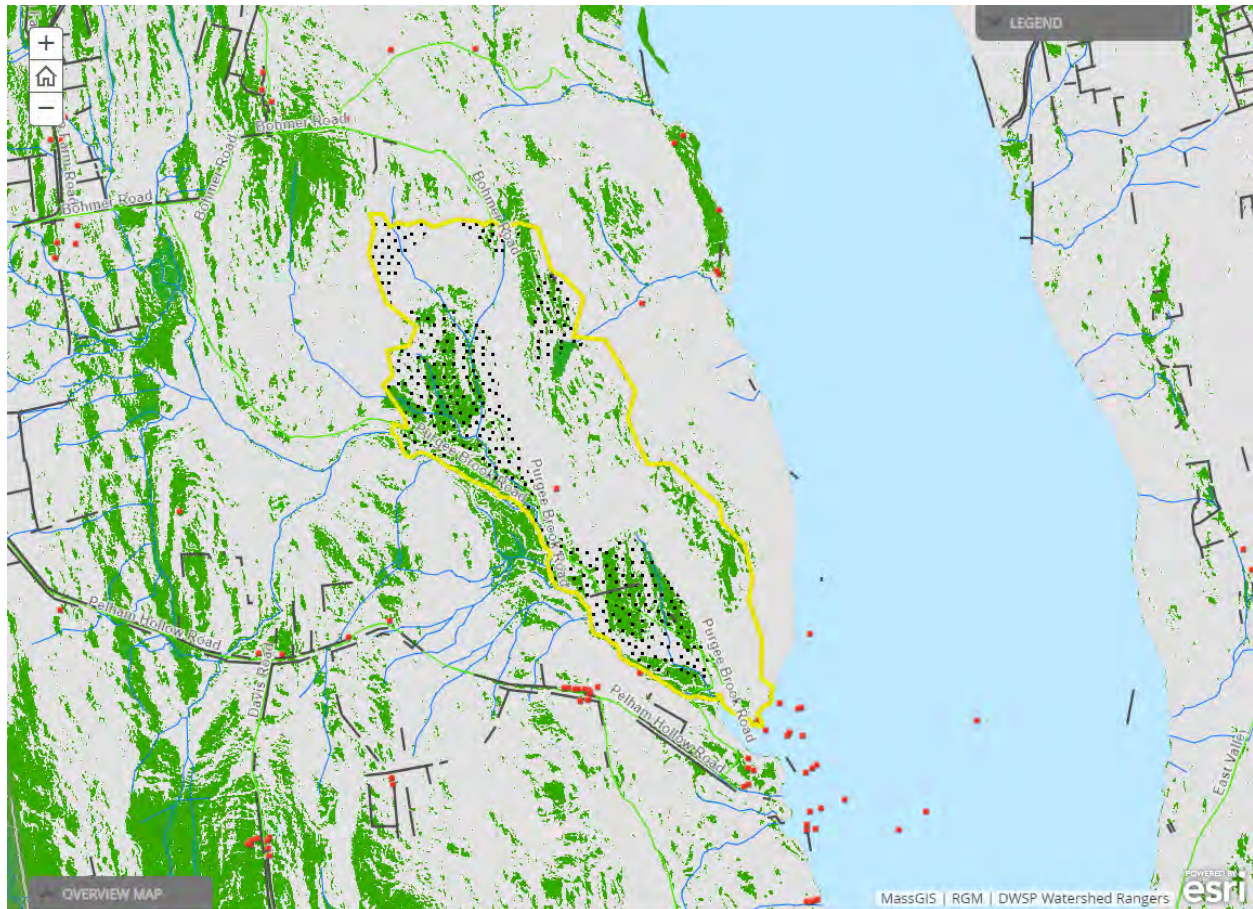 LEGEND
+
−
Bohmer Road
Bohmer Road
Bohmer Road
Bohmer Road
Farm Road
Purgee Brook Road
Purgee Brook Road
Purgee Brook Road
Pelham Hollow Road
Pelham Hollow Road
Davis Road
East Valley
OVERVIEW MAP
MassGIS | RGM | DWSP Watershed Rangers
POWERED BY
esri